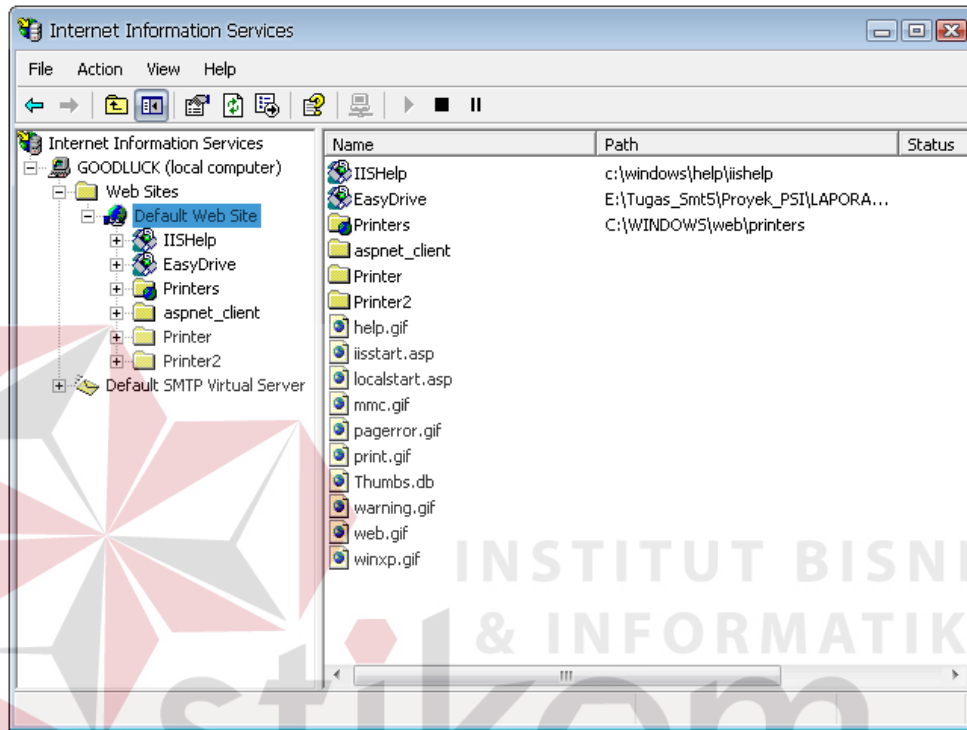 Internet Information Services
File Action View Help
Internet Information Services
GOODLUCK (local computer)
Web Sites
Default Web Site
IISHelp
EasyDrive
Printers
aspnet_client
Printer
Printer2
Default SMTP Virtual Server
Name Path Status
IISHelp c:\windows\help\iishelp
EasyDrive E:\Tugas_Smt5\Proyek_PSI\LAPORA...
Printers C:\WINDOWS\web\printers
aspnet_client
Printer
Printer2
help.gif
iisstart.asp
localstart.asp
mmc.gif
pagerror.gif
print.gif
Thumbs.db
warning.gif
web.gif
winxp.gif
INSTITUT BISNI
& INFORMATIK
stikom